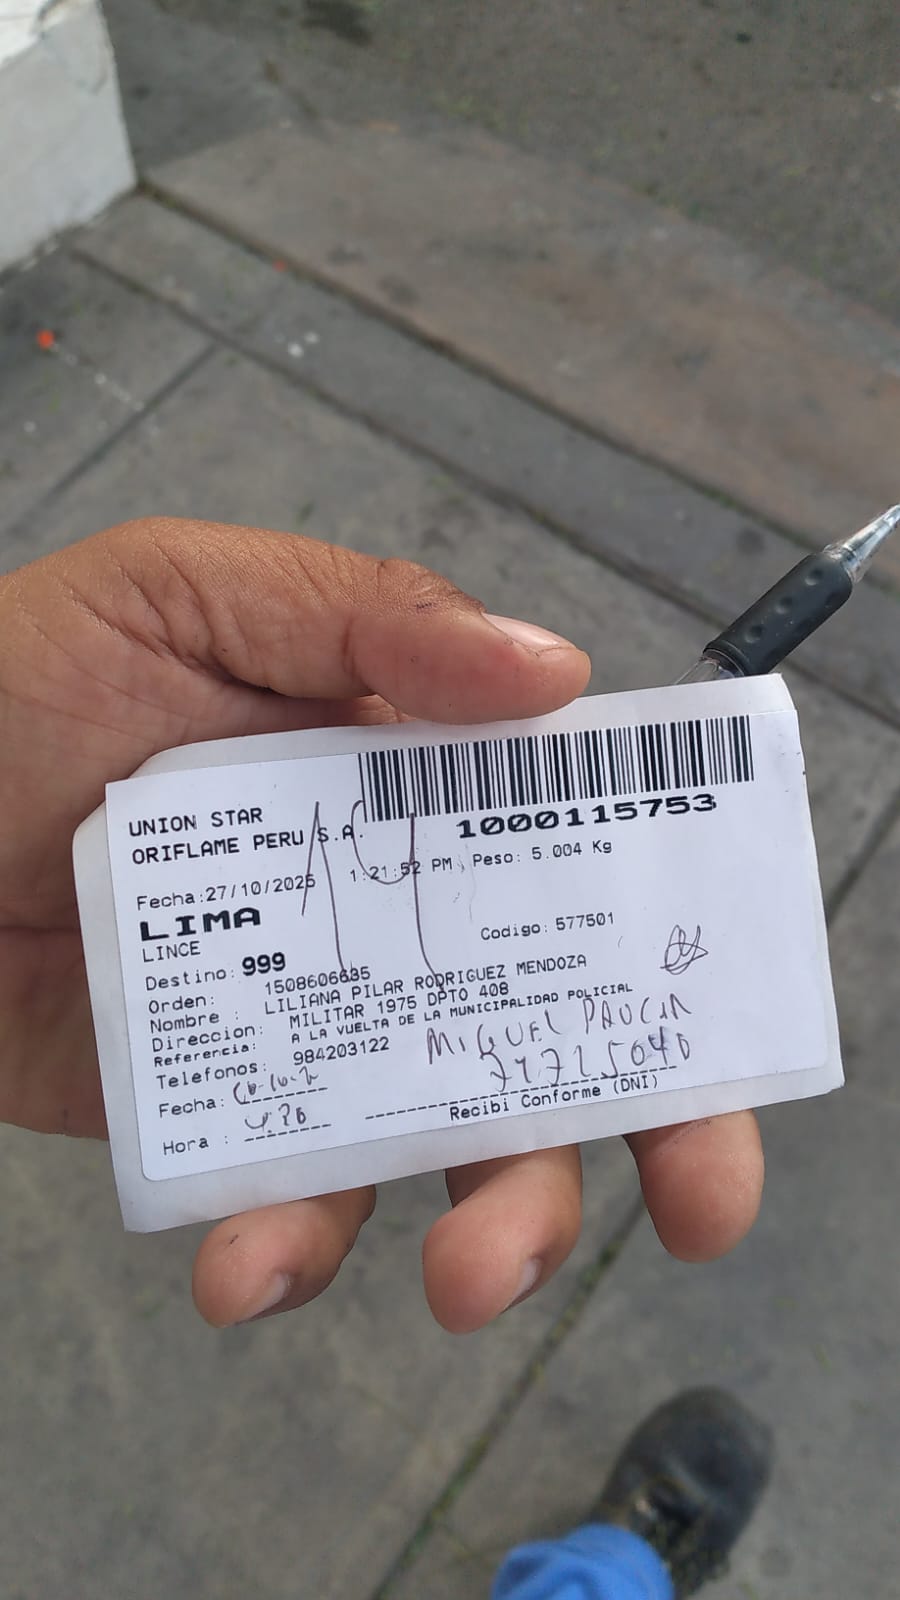 UNION STAR
ORIFLAME PERU S.A.
1000115753
Fecha:27/10/2025 1:21:52 PM, Peso: 5.004 Kg
LIMA
LINCE
Codigo: 577501
Destino: 999
Orden: 1508606635
Nombre : LILIANA PILAR RODRIGUEZ MENDOZA
Direccion: MILITAR 1975 DPTO 408
Referencia: A LA VUELTA DE LA MUNICIPALIDAD POLICIAL
Telefonos: 984203122
MIGUEL PAUCAR
Fecha:
Hora :
Recibi Conforme (DNI)